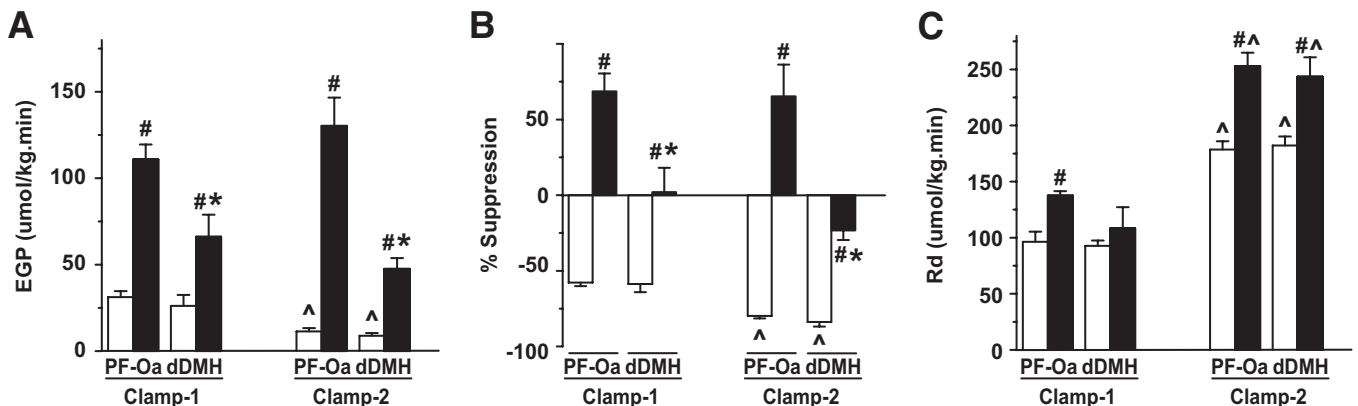 A
EGP (umol/kg.min)
150
100
50
0
#
#*
^
#
^
#*
PF-Oa dDMH
PF-Oa dDMH
Clamp-1
Clamp-2
B
% Suppression
50
0
-50
-100
#
#*
#
#*
^
^
PF-Oa dDMH
PF-Oa dDMH
Clamp-1
Clamp-2
C
Rd (umol/kg.min)
250
200
150
100
50
0
#
^
#^
^
#^
PF-Oa dDMH
PF-Oa dDMH
Clamp-1
Clamp-2